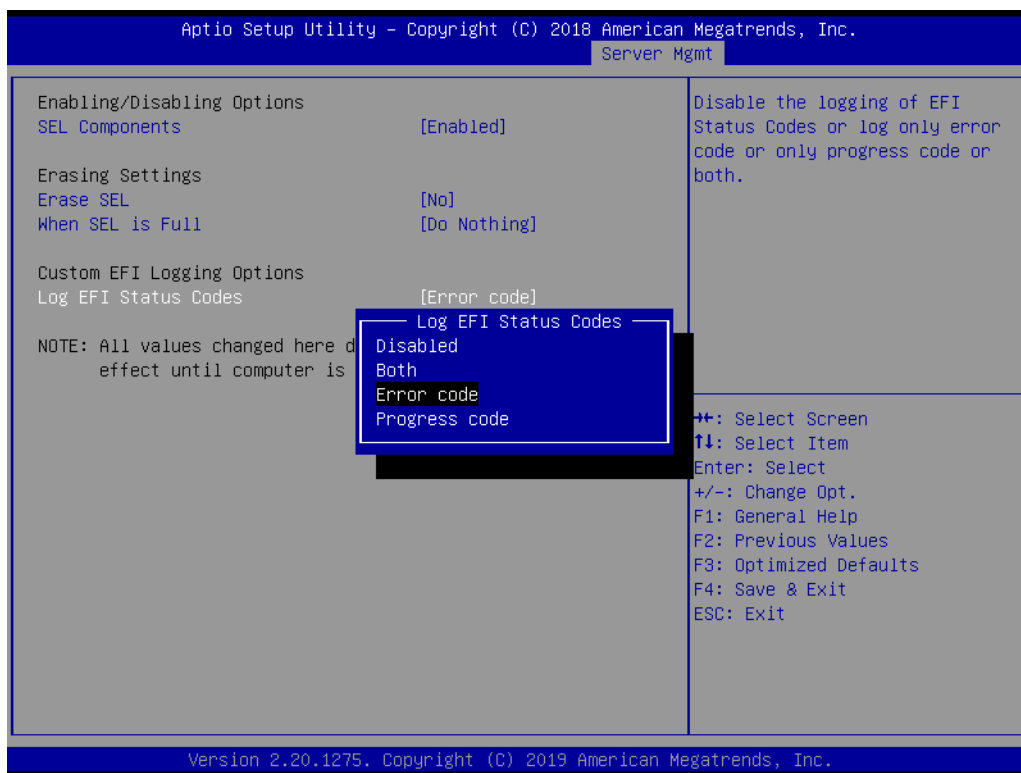 Aptio Setup Utility – Copyright (C) 2018 American Megatrends, Inc.
Server Mgmt
Enabling/Disabling Options
SEL Components [Enabled]
Erasing Settings
Erase SEL [No]
When SEL is Full [Do Nothing]
Custom EFI Logging Options
Log EFI Status Codes [Error code]
NOTE: All values changed here d
effect until computer is
Log EFI Status Codes
Disabled
Both
Error code
Progress code
Disable the logging of EFI
Status Codes or log only error
code or only progress code or
both.
→←: Select Screen
↑↓: Select Item
Enter: Select
+/-: Change Opt.
F1: General Help
F2: Previous Values
F3: Optimized Defaults
F4: Save & Exit
ESC: Exit
Version 2.20.1275. Copyright (C) 2019 American Megatrends, Inc.